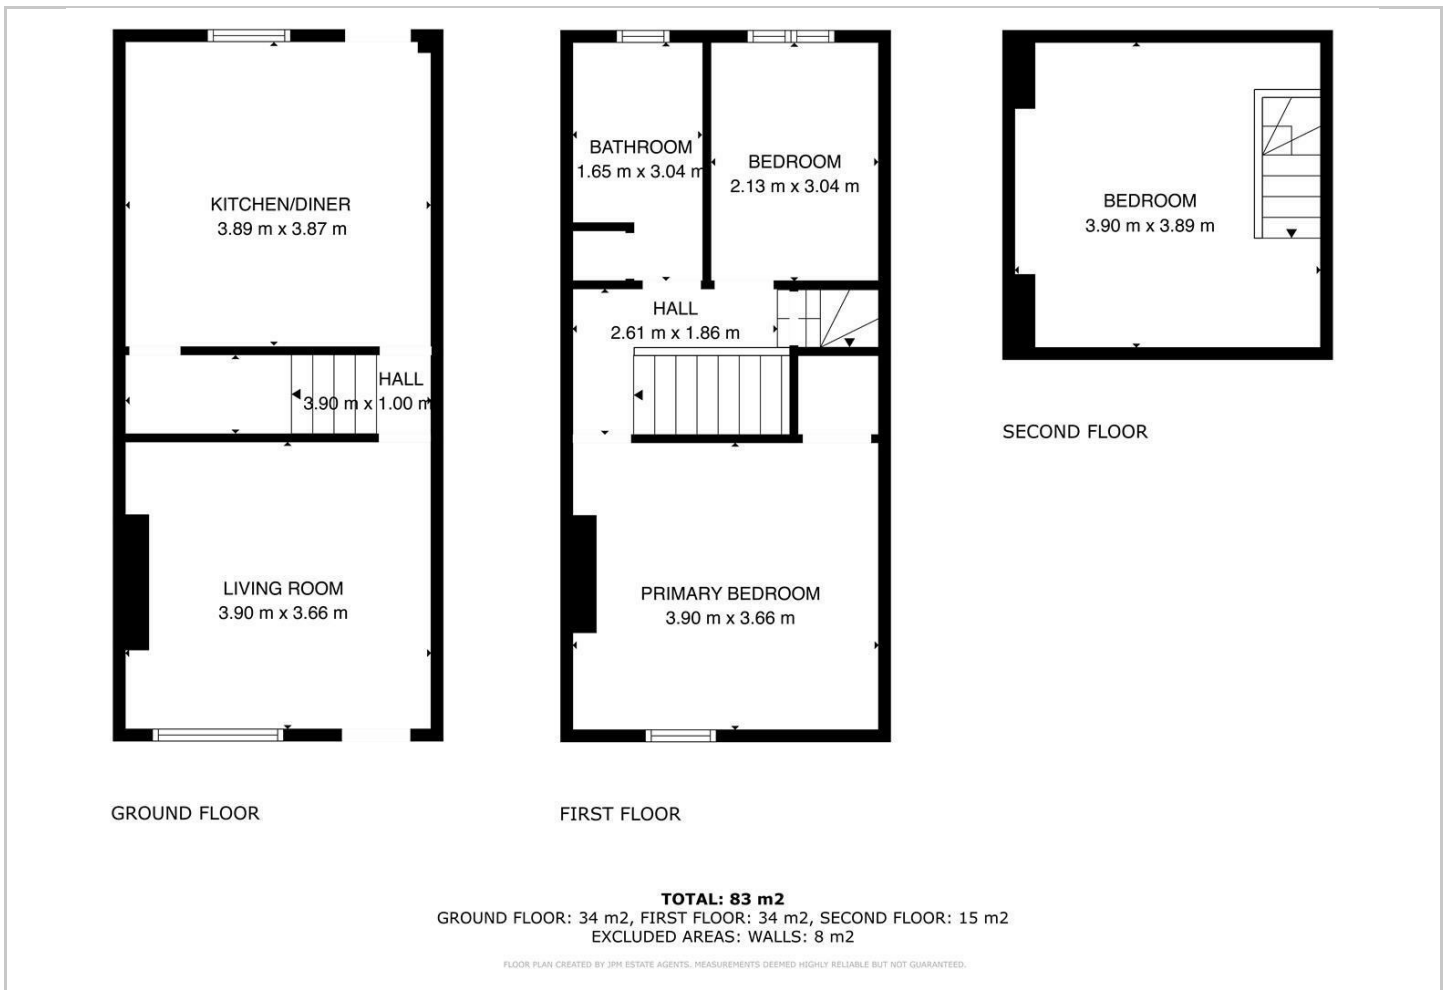 KITCHEN/DINER
3.89 m x 3.87 m
HALL
3.90 m x 1.00 m
LIVING ROOM
3.90 m x 3.66 m
GROUND FLOOR
BATHROOM
1.65 m x 3.04 m
BEDROOM
2.13 m x 3.04 m
HALL
2.61 m x 1.86 m
PRIMARY BEDROOM
3.90 m x 3.66 m
FIRST FLOOR
BEDROOM
3.90 m x 3.89 m
SECOND FLOOR
TOTAL: 83 m2
GROUND FLOOR: 34 m2, FIRST FLOOR: 34 m2, SECOND FLOOR: 15 m2
EXCLUDED AREAS: WALLS: 8 m2
FLOOR PLAN CREATED BY JPM ESTATE AGENTS. MEASUREMENTS DEEMED HIGHLY RELIABLE BUT NOT GUARANTEED.